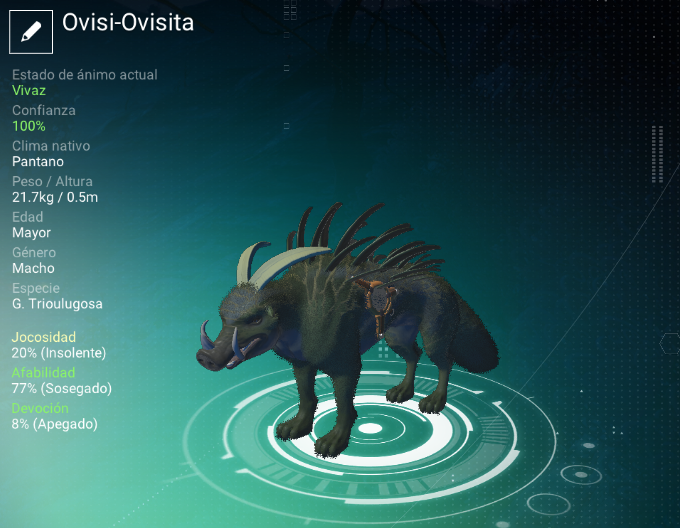 Ovisi-Ovisita
Estado de ánimo actual
Vivaz
Confianza
100%
Clima nativo
Pantano
Peso / Altura
21.7kg / 0.5m
Edad
Mayor
Género
Macho
Especie
G. Trioulugosa
Jocosidad
20% (Insolente)
Afabilidad
77% (Sosegado)
Devoción
8% (Apegado)